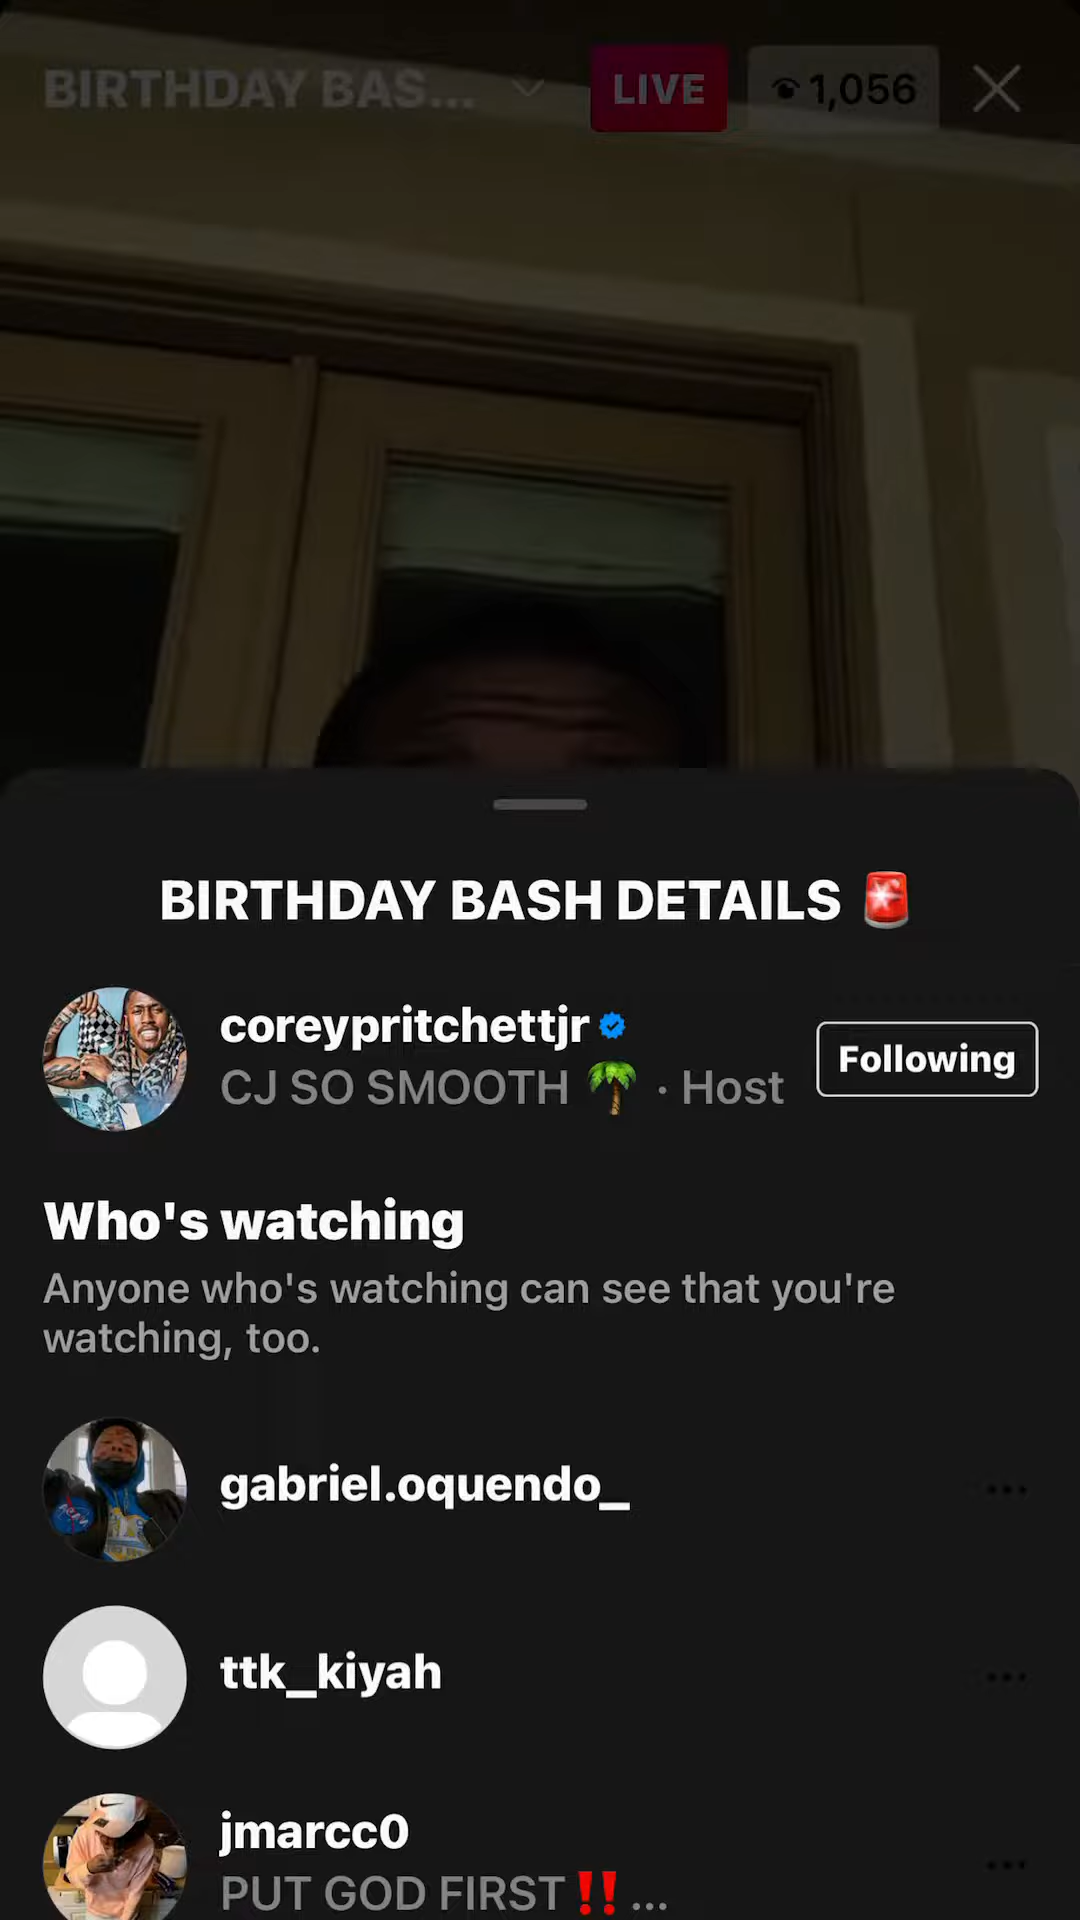 BIRTHDAY BAS...
LIVE
1,056
BIRTHDAY BASH DETAILS 🚨
coreypritchettjr
CJ SO SMOOTH 🌴 · Host
Following
Who's watching
Anyone who's watching can see that you're
watching, too.
gabriel.oquendo_
ttk_kiyah
jmarcc0
PUT GOD FIRST‼️...